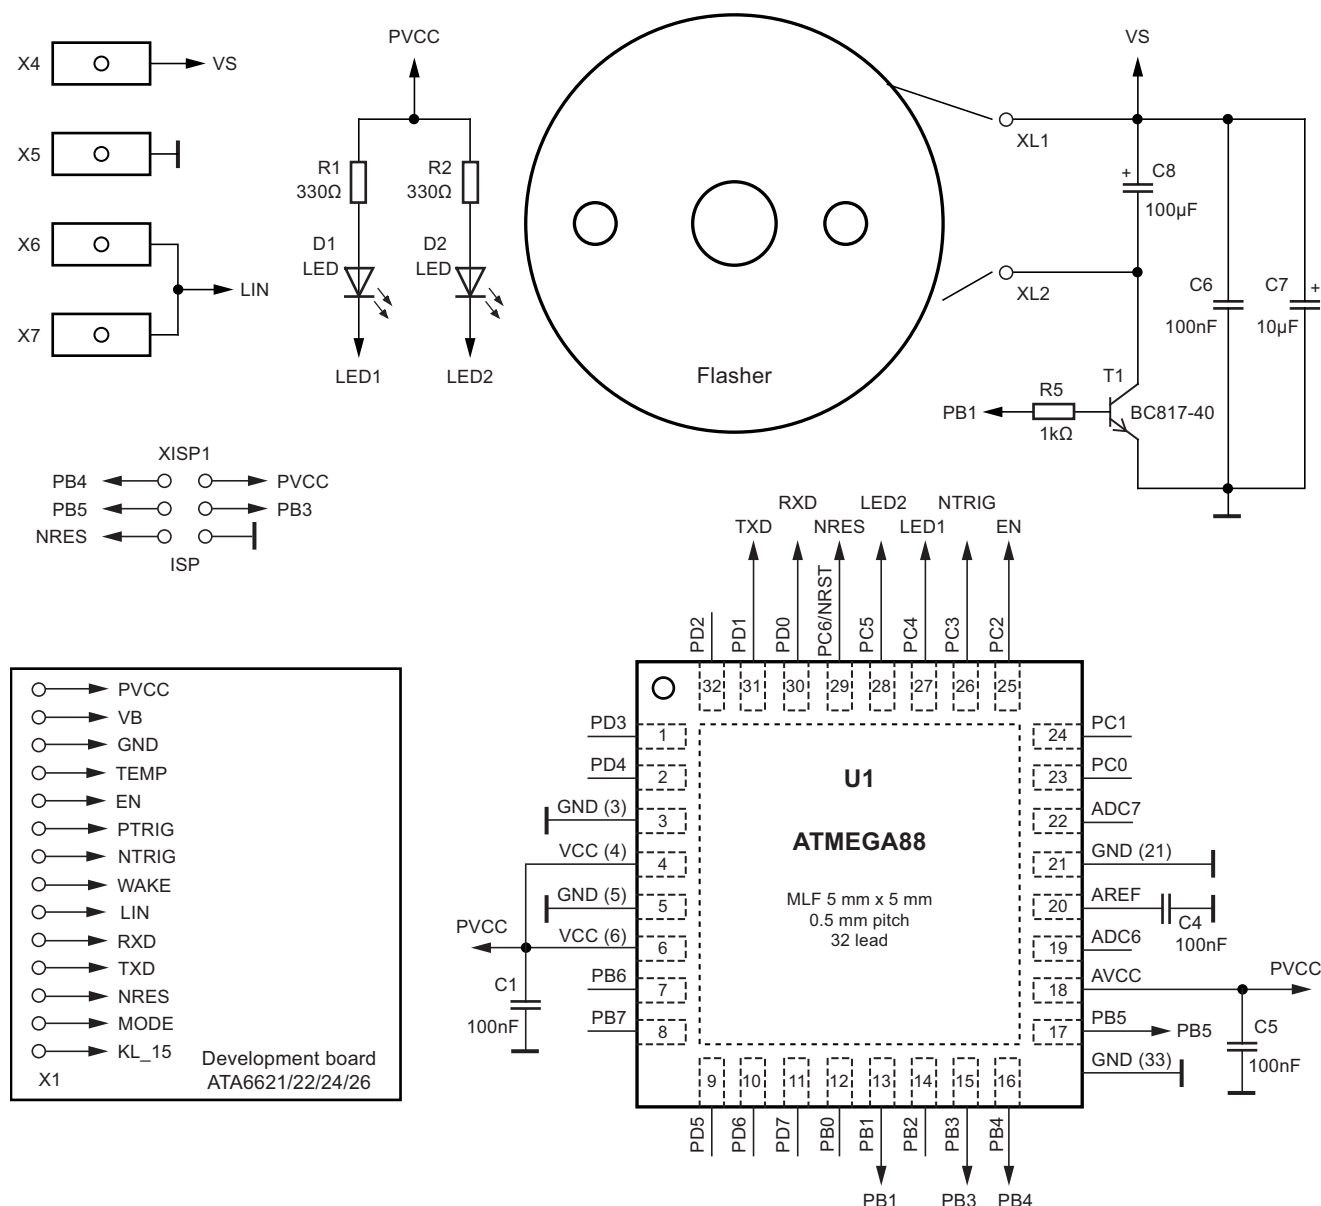 X4
VS
X5
X6
LIN
X7
PVCC
R1
330Ω
R2
330Ω
D1
LED
D2
LED
LED1
LED2
Flasher
VS
XL1
+
C8
100µF
XL2
C6
100nF
C7
+
10µF
T1
BC817-40
R5
PB1
1kΩ
XISP1
PB4
PVCC
PB5
PB3
NRES
ISP
RXD
LED2
NTRIG
TXD
NRES
LED1
EN
PD2
PD1
PD0
PC6/NRST
PC5
PC4
PC3
PC2
32
31
30
29
28
27
26
25
PD3
1
PD4
2
GND (3)
3
VCC (4)
4
GND (5)
5
PVCC
VCC (6)
6
C1
100nF
PB6
7
PB7
8
U1
ATMEGA88
MLF 5 mm x 5 mm
0.5 mm pitch
32 lead
24
PC1
23
PC0
22
ADC7
21
GND (21)
20
AREF
C4
100nF
19
ADC6
18
AVCC
PVCC
17
PB5
PB5
C5
100nF
GND (33)
9
10
11
12
13
14
15
16
PD5
PD6
PD7
PB0
PB1
PB2
PB3
PB4
PB1
PB3
PB4
PVCC
VB
GND
TEMP
EN
PTRIG
NTRIG
WAKE
LIN
RXD
TXD
NRES
MODE
KL_15
X1
Development board
ATA6621/22/24/26